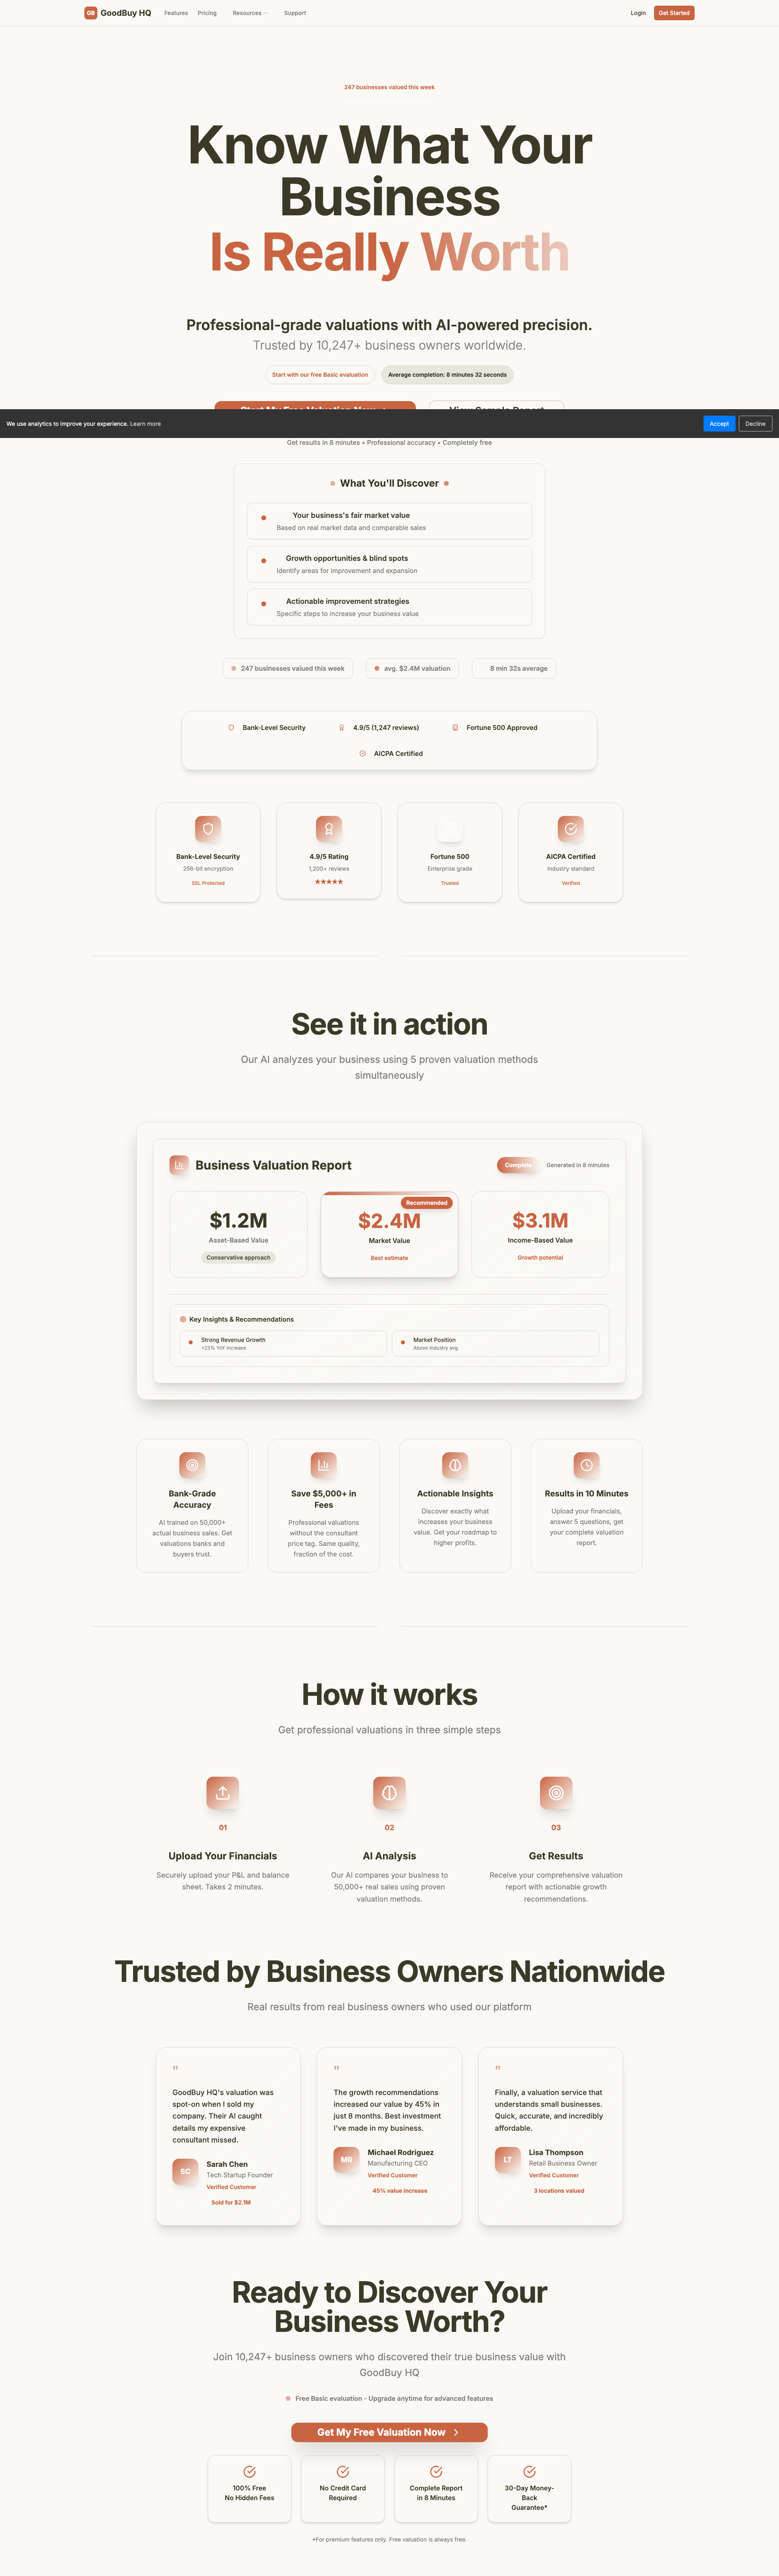 GB GoodBuy HQ Features Pricing Resources Support Login Get Started
247 businesses valued this week
Know What Your
Business
Is Really Worth
Professional-grade valuations with AI-powered precision.
Trusted by 10,247+ business owners worldwide.
Start with our free Basic evaluation Average completion: 8 minutes 32 seconds
Start My Free Valuation Now View Sample Report
We use analytics to improve your experience. Learn more Accept Decline
Get results in 8 minutes • Professional accuracy • Completely free
What You'll Discover
Your business's fair market value
Based on real market data and comparable sales
Growth opportunities & blind spots
Identify areas for improvement and expansion
Actionable improvement strategies
Specific steps to increase your business value
247 businesses valued this week avg. $2.4M valuation 8 min 32s average
Bank-Level Security 4.9/5 (1,247 reviews) Fortune 500 Approved
AICPA Certified
Bank-Level Security
256-bit encryption
SSL Protected
4.9/5 Rating
1,200+ reviews
★★★★★
Fortune 500
Enterprise grade
Trusted
AICPA Certified
Industry standard
Verified
See it in action
Our AI analyzes your business using 5 proven valuation methods
simultaneously
Business Valuation Report Complete Generated in 8 minutes
$1.2M
Asset-Based Value
Conservative approach
Recommended
$2.4M
Market Value
Best estimate
$3.1M
Income-Based Value
Growth potential
Key Insights & Recommendations
Strong Revenue Growth
+23% YoY increase
Market Position
Above industry avg
Bank-Grade
Accuracy
AI trained on 50,000+
actual business sales. Get
valuations banks and
buyers trust.
Save $5,000+ in
Fees
Professional valuations
without the consultant
price tag. Same quality,
fraction of the cost.
Actionable Insights
Discover exactly what
increases your business
value. Get your roadmap to
higher profits.
Results in 10 Minutes
Upload your financials,
answer 5 questions, get
your complete valuation
report.
How it works
Get professional valuations in three simple steps
01
Upload Your Financials
Securely upload your P&L and balance
sheet. Takes 2 minutes.
02
AI Analysis
Our AI compares your business to
50,000+ real sales using proven
valuation methods.
03
Get Results
Receive your comprehensive valuation
report with actionable growth
recommendations.
Trusted by Business Owners Nationwide
Real results from real business owners who used our platform
"
GoodBuy HQ's valuation was
spot-on when I sold my
company. Their AI caught
details my expensive
consultant missed.
SC
Sarah Chen
Tech Startup Founder
Verified Customer
Sold for $2.1M
"
The growth recommendations
increased our value by 45% in
just 8 months. Best investment
I've made in my business.
MR
Michael Rodriguez
Manufacturing CEO
Verified Customer
45% value increase
"
Finally, a valuation service that
understands small businesses.
Quick, accurate, and incredibly
affordable.
LT
Lisa Thompson
Retail Business Owner
Verified Customer
3 locations valued
Ready to Discover Your
Business Worth?
Join 10,247+ business owners who discovered their true business value with
GoodBuy HQ
Free Basic evaluation - Upgrade anytime for advanced features
Get My Free Valuation Now
100% Free
No Hidden Fees
No Credit Card
Required
Complete Report
in 8 Minutes
30-Day Money-
Back
Guarantee*
*For premium features only. Free valuation is always free.